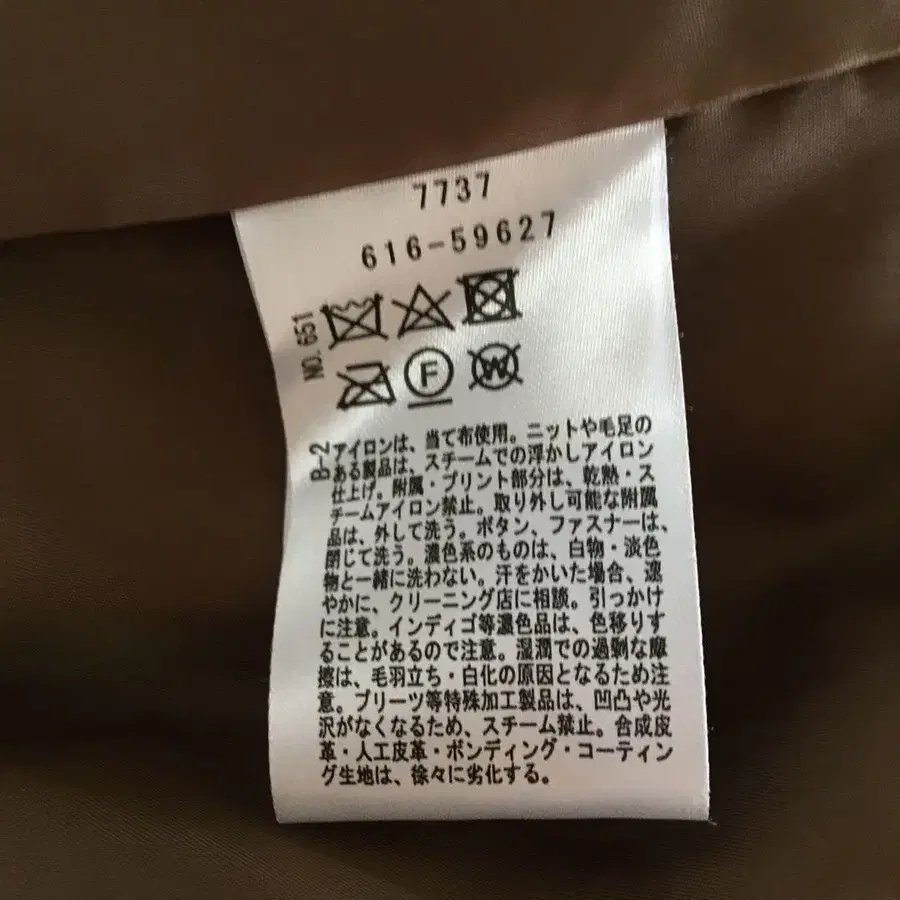 7737
616-59627
NO. 651
F
W
B-2
アイロンは、当て布使用。ニットや毛足の
ある製品は、スチームでの浮かしアイロン
仕上げ。附属・プリント部分は、乾熱・ス
チームアイロン禁止。取り外し可能な附属
品は、外して洗う。ボタン、ファスナーは、
閉じて洗う。濃色系のものは、白物・淡色
物と一緒に洗わない。汗をかいた場合、速
やかに、クリーニング店に相談。引っかけ
に注意。インディゴ等濃色品は、色移りす
ることがあるので注意。湿潤での過剰な摩
擦は、毛羽立ち・白化の原因となるため注
意。プリーツ等特殊加工製品は、凹凸や光
沢がなくなるため、スチーム禁止。合成皮
革・人工皮革・ボンディング・コーティン
グ生地は、徐々に劣化する。